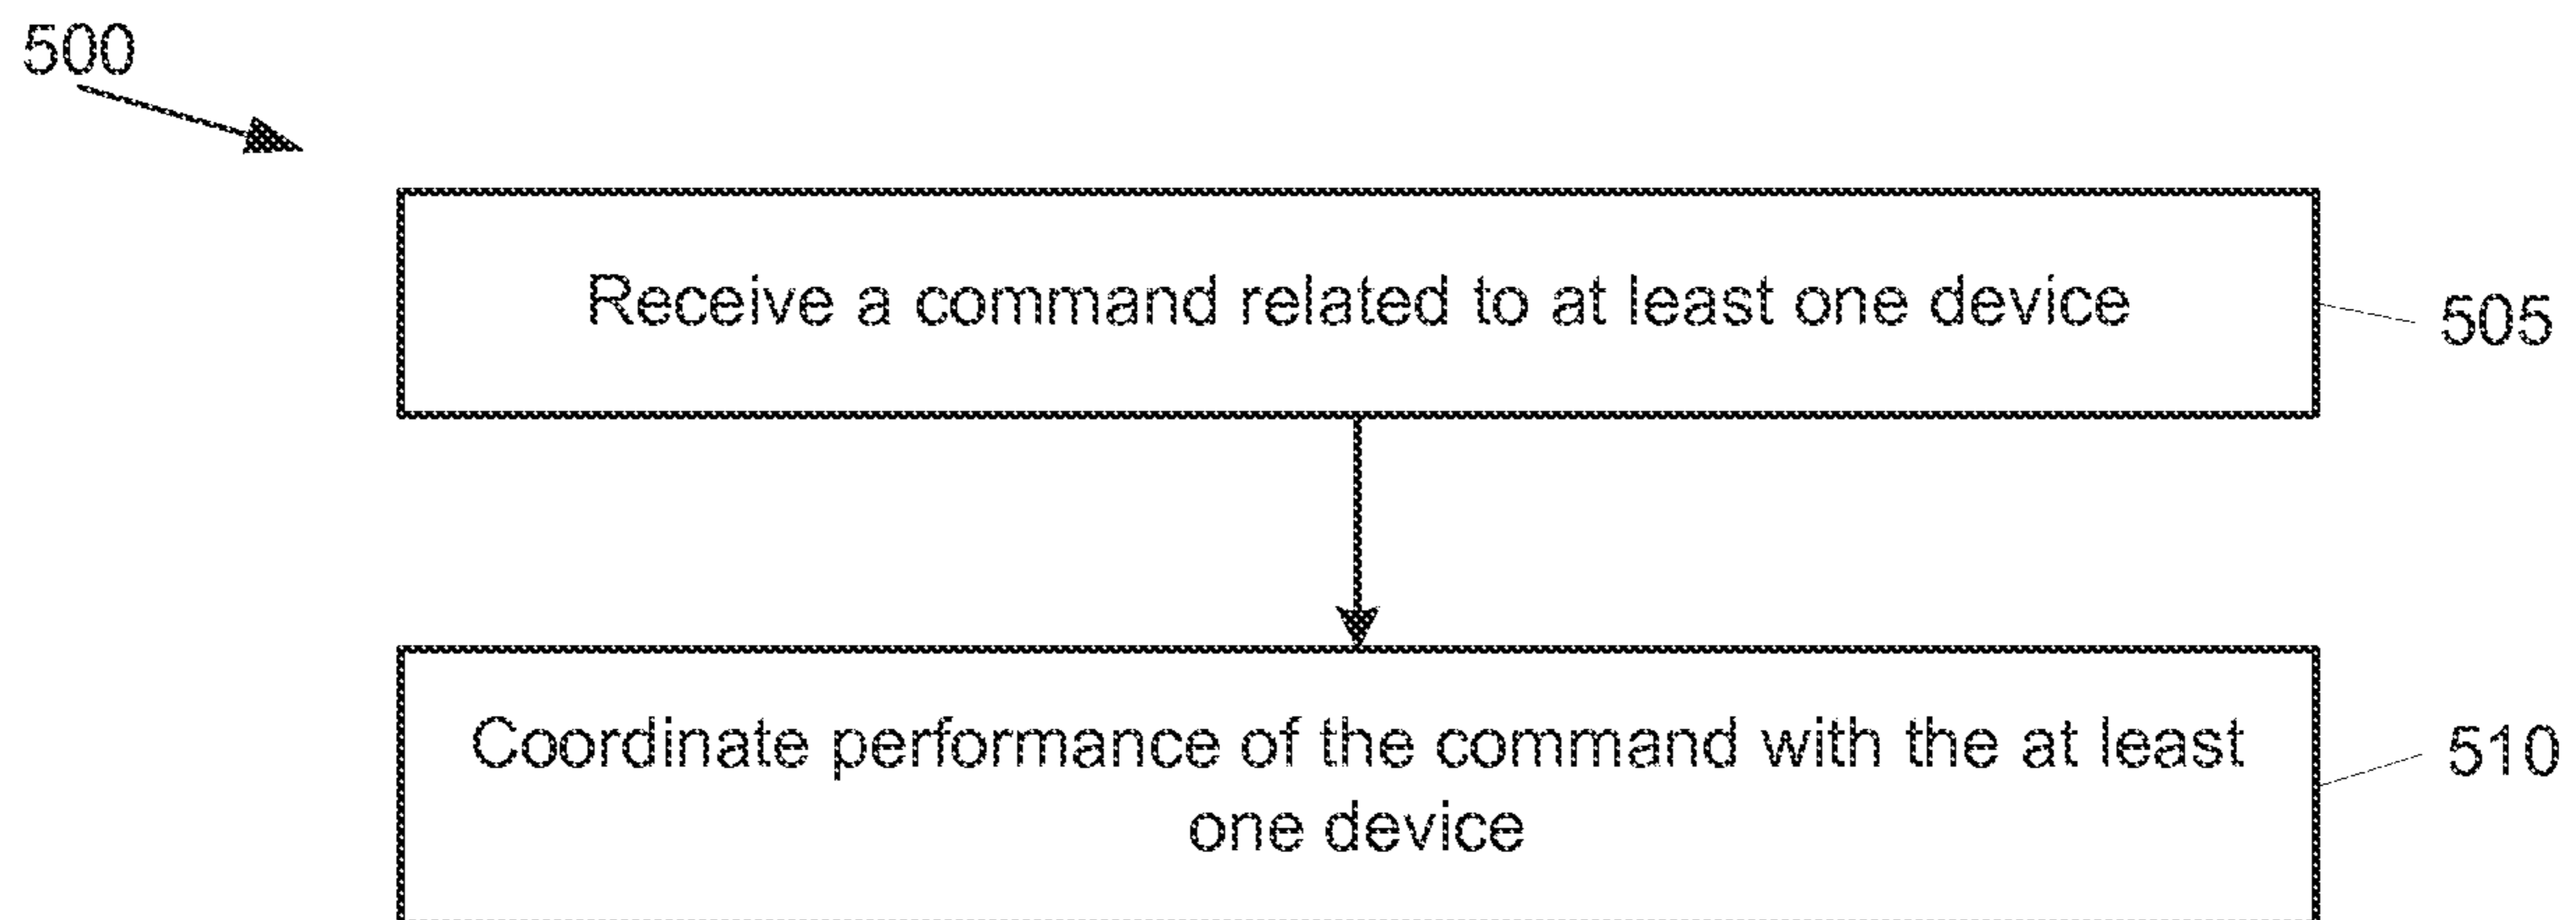 500
Receive a command related to at least one device
505
Coordinate performance of the command with the at least
one device
510